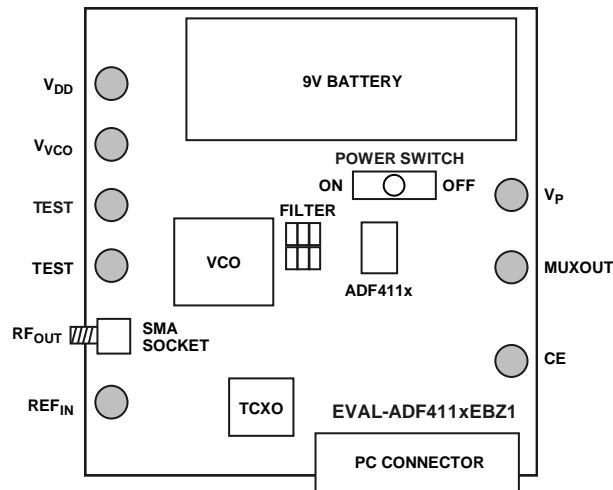 9V BATTERY
VDD
VVCO
POWER SWITCH
ON OFF
TEST
FILTER
VP
VCO
TEST
MUXOUT
ADF411x
RFOUT
SMA
SOCKET
CE
REFIN
TCXO
EVAL-ADF411xEBZ1
PC CONNECTOR